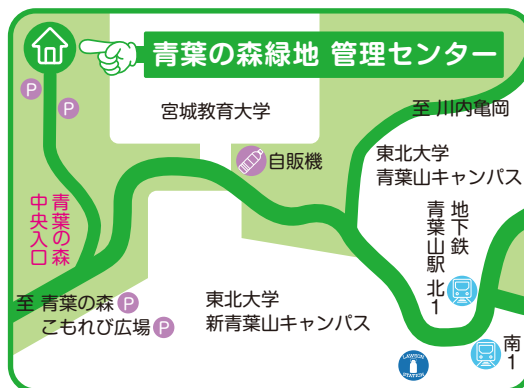 青葉の森緑地 管理センター
P
P
宮城教育大学
至 川内亀岡
自販機
東北大学
青葉山キャンパス
青葉の森
中央入口
地下鉄
青葉山駅 北1
至 青葉の森 P
こもれび広場 P
東北大学
新青葉山キャンパス
南1
LAWSON
STATION